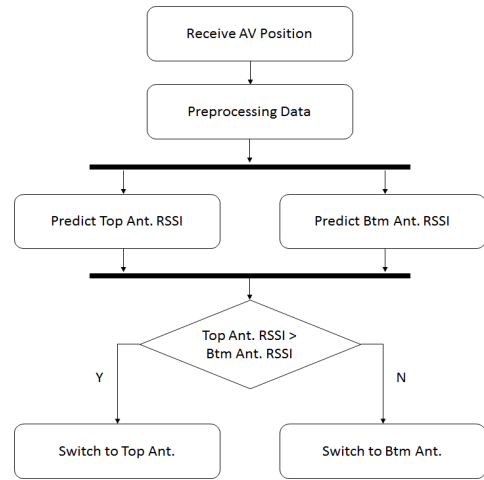 Receive AV Position
Preprocessing Data
Predict Top Ant. RSSI
Predict Btm Ant. RSSI
Top Ant. RSSI >
Btm Ant. RSSI
Y
N
Switch to Top Ant.
Switch to Btm Ant.